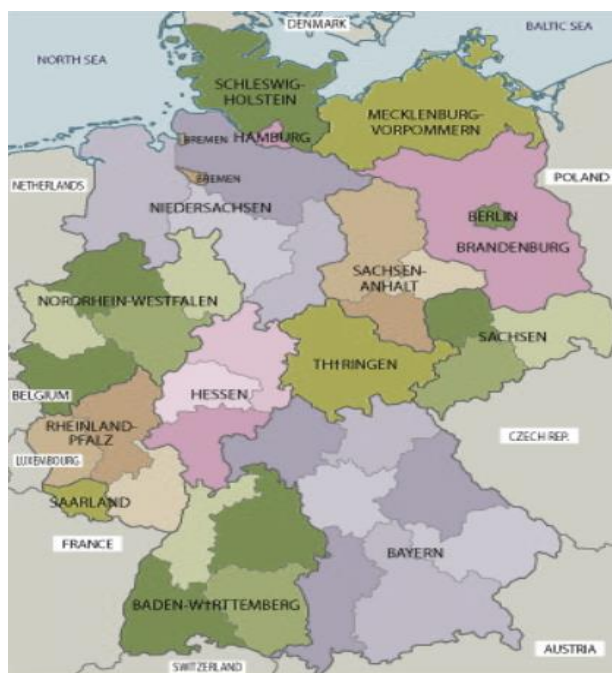 DENMARK
BALTIC SEA
NORTH SEA
SCHLESWIG-
HOLSTEIN
MECKLENBURG-
VORPOMMERN
BREMEN
HAMBURG
BREMEN
NETHERLANDS
POLAND
NIEDERSACHSEN
BERLIN
BRANDENBURG
SACHSEN-
ANHALT
NORDRHEIN-WESTFALEN
SACHSEN
TH†RINGEN
BELGIUM
HESSEN
RHEINLAND-
PFALZ
CZECH REP.
LUXEMBOURG
SAARLAND
FRANCE
BAYERN
BADEN-W†RTTEMBERG
AUSTRIA
SWITZERLAND